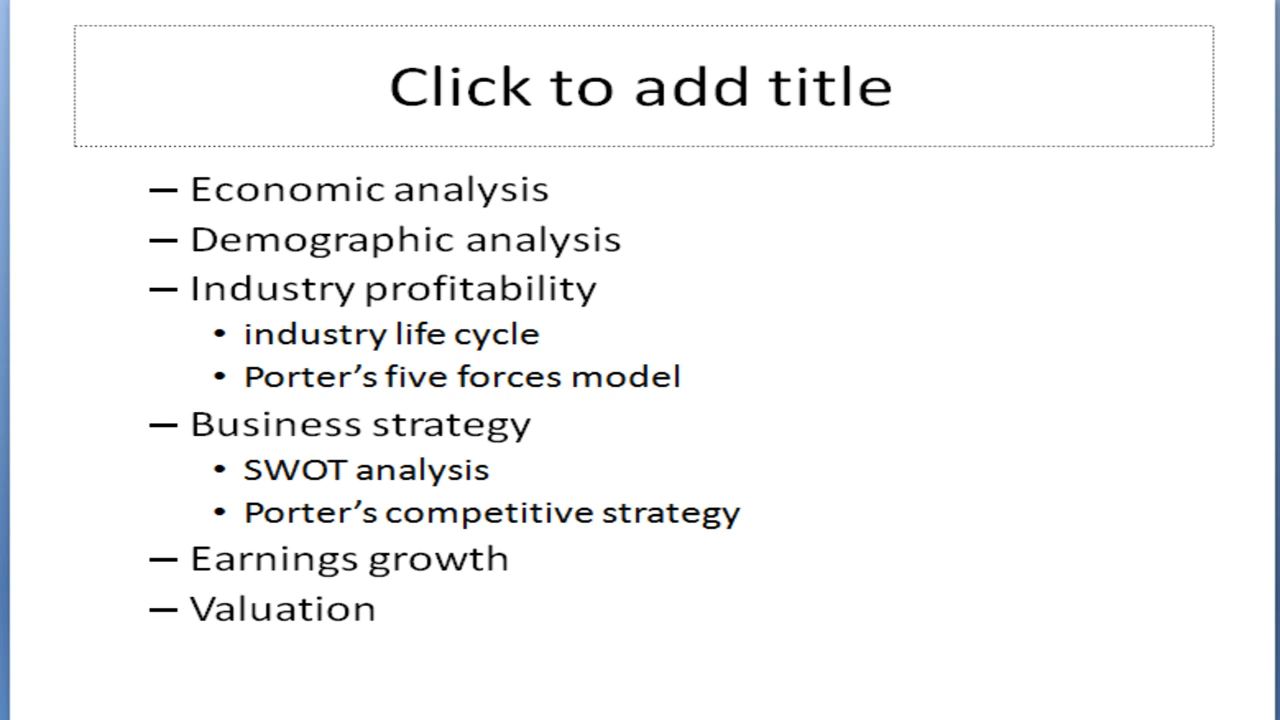 Click to add title
– Economic analysis
– Demographic analysis
– Industry profitability
• industry life cycle
• Porter’s five forces model
– Business strategy
• SWOT analysis
• Porter’s competitive strategy
– Earnings growth
– Valuation